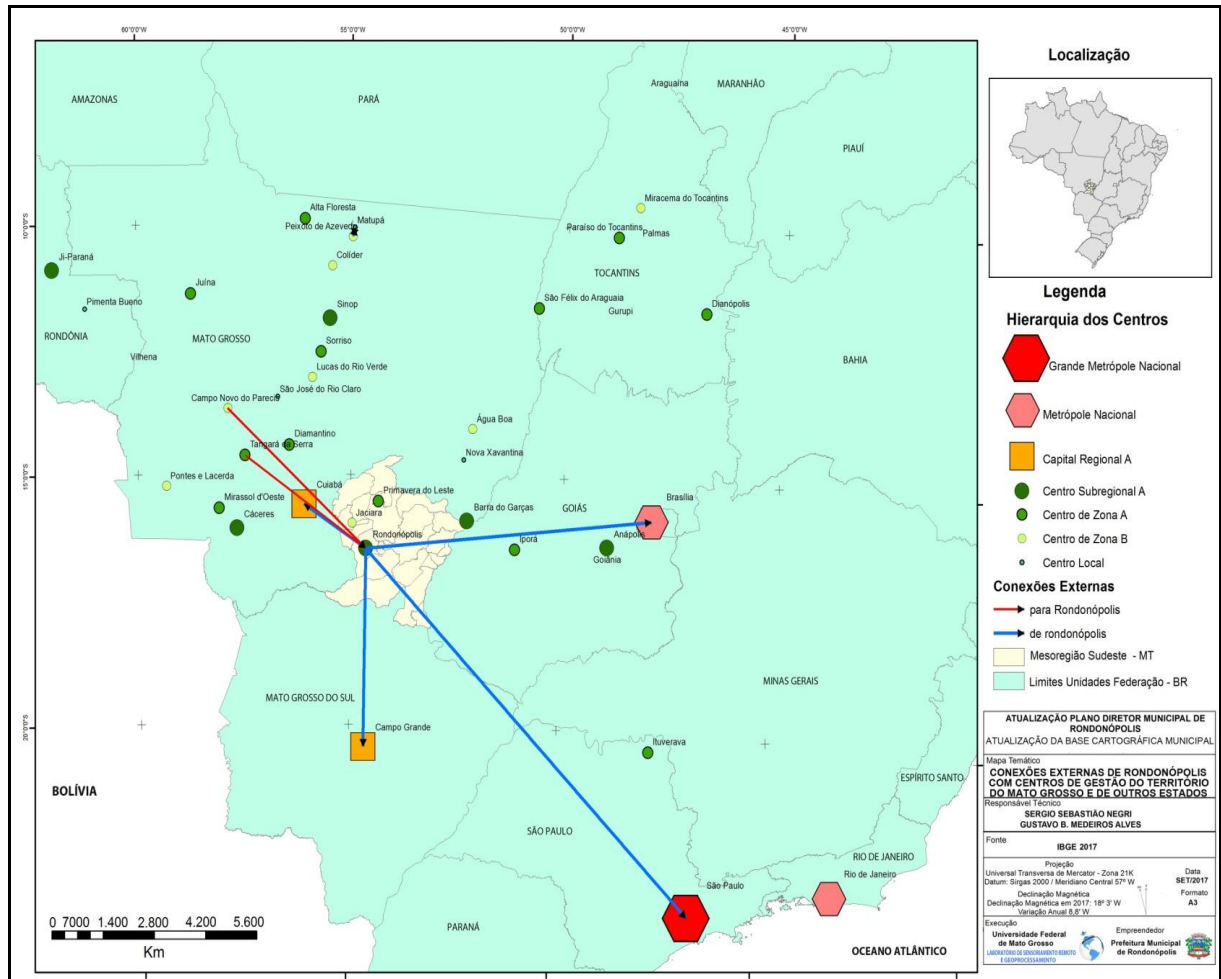 60°0'0"W
55°0'0"W
50°0'0"W
45°0'0"W
10°0'0"S
15°0'0"S
20°0'0"S
AMAZONAS
PARÁ
Araguaína
MARANHÃO
PIAUÍ
Alta Floresta
Matupá
Peixoto de Azevedo
Colíder
Miracema do Tocantins
Paraíso do Tocantins
Palmas
TOCANTINS
Ji-Paraná
Pimenta Bueno
Juína
São Félix do Araguaia
Gurupi
Dianópolis
Sinop
RONDÔNIA
MATO GROSSO
Sorriso
Vilhena
Lucas do Rio Verde
BAHIA
São José do Rio Claro
Campo Novo do Parecis
Água Boa
Diamantino
Tangará da Serra
Nova Xavantina
Pontes e Lacerda
Cuiabá
Primavera do Leste
Mirassol d'Oeste
Cáceres
Jaciara
Barra do Garças
GOIÁS
Brasília
Rondonópolis
Iporá
Anápolis
Goiânia
MINAS GERAIS
MATO GROSSO DO SUL
Campo Grande
Ituverava
BOLÍVIA
ESPÍRITO SANTO
SÃO PAULO
RIO DE JANEIRO
Rio de Janeiro
São Paulo
PARANÁ
OCEANO ATLÂNTICO
0 7000 1.400 2.800 4.200 5.600
Km
Localização
Legenda
Hierarquia dos Centros
Grande Metrópole Nacional
Metrópole Nacional
Capital Regional A
Centro Subregional A
Centro de Zona A
Centro de Zona B
Centro Local
Conexões Externas
para Rondonópolis
de rondonópolis
Mesoregião Sudeste - MT
Limites Unidades Federação - BR
ATUALIZAÇÃO PLANO DIRETOR MUNICIPAL DE
RONDONÓPOLIS
ATUALIZAÇÃO DA BASE CARTOGRÁFICA MUNICIPAL
Mapa Temático
CONEXÕES EXTERNAS DE RONDONÓPOLIS
COM CENTROS DE GESTÃO DO TERRITÓRIO
DO MATO GROSSO E DE OUTROS ESTADOS
Responsável Técnico
SERGIO SEBASTIÃO NEGRI
GUSTAVO B. MEDEIROS ALVES
Fonte
IBGE 2017
Projeção
Universal Transversa de Mercator - Zona 21K
Datum: Sirgas 2000 / Meridiano Central 57º W
Declinação Magnética
Declinação Magnética em 2017: 18º 3' W
Variação Anual 8,8' W
Data
SET/2017
Formato
A3
Execução
Universidade Federal
de Mato Grosso
LABORATÓRIO DE SENSORIAMENTO REMOTO
E GEOPROCESSAMENTO
Empreendedor
Prefeitura Municipal
de Rondonópolis